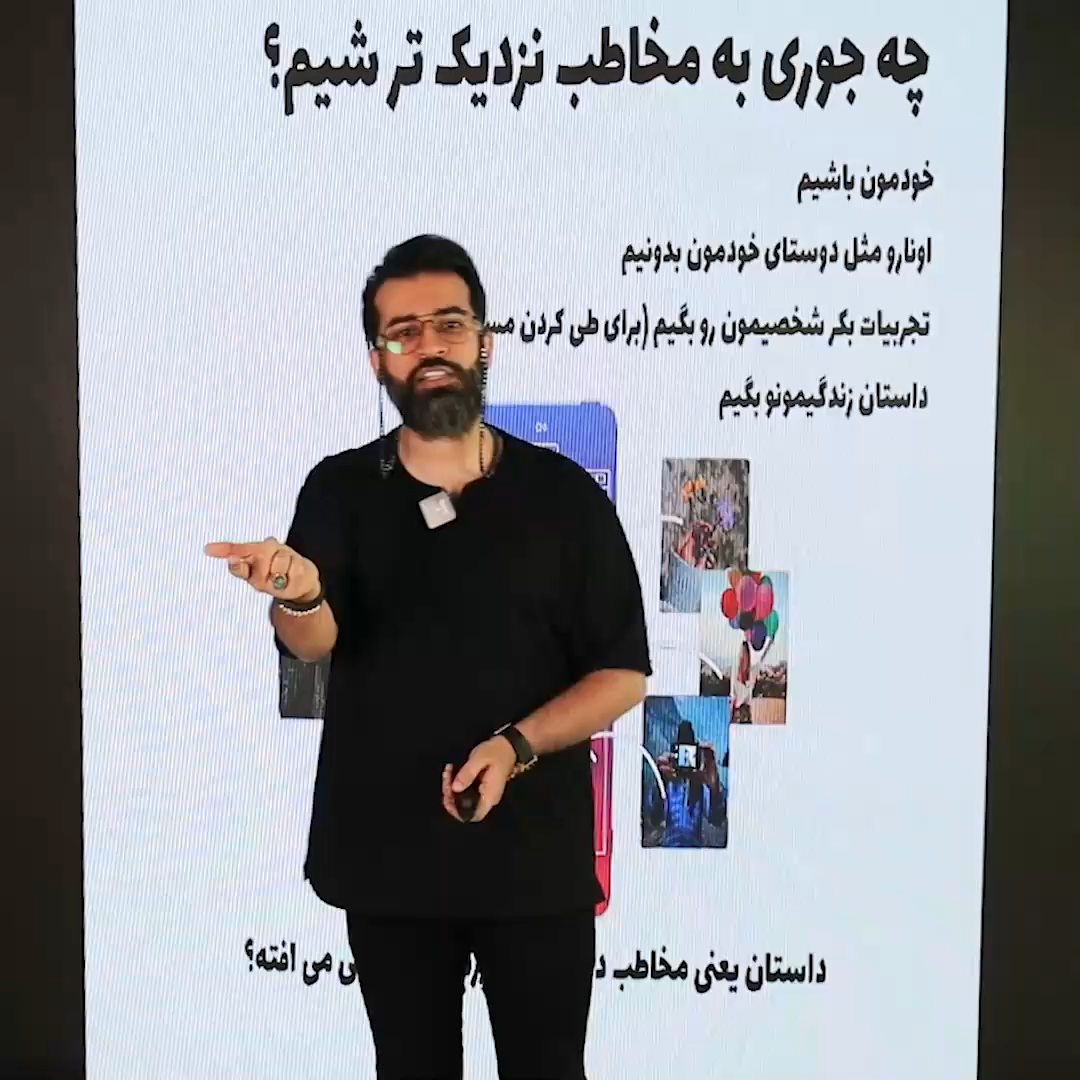 چه جوری به مخاطب نزدیک تر شیم؟
خودمون باشیم
اونارو مثل دوستای خودمون بدونیم
تجربیات بکر شخصیمون رو بگیم (برای طی کردن
داستان زندگیمونو بگیم
داستان یعنی مخاطب می افته؟